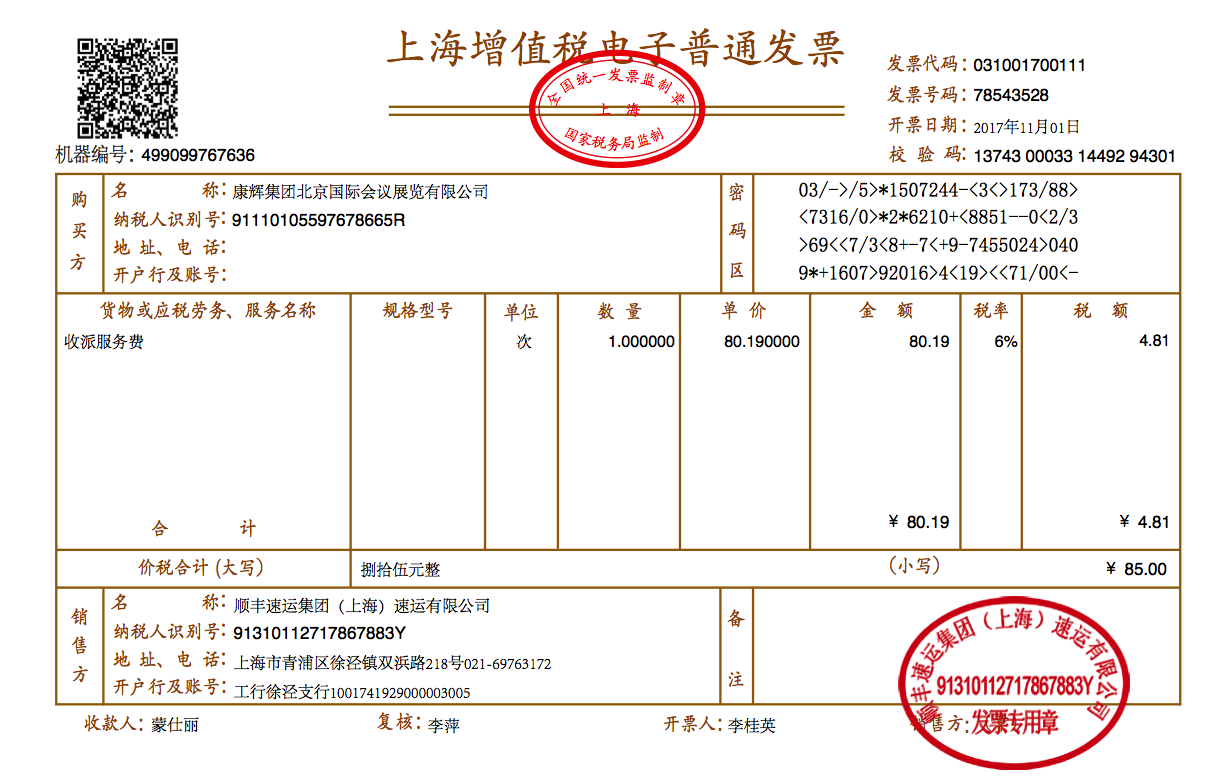 上海增值税电子普通发票
全国统一发票监制章
上 海
国家税务局监制
发票代码: 031001700111
发票号码: 78543528
开票日期: 2017年11月01日
校 验 码: 13743 00033 14492 94301
机器编号: 499099767636
购买方
名 称: 康辉集团北京国际会议展览有限公司
纳税人识别号: 91110105597678665R
地 址、电 话:
开户行及账号:
密码区
03/->/5>*1507244-<3<>173/88>
<7316/0>*2*6210+<8851--0<2/3
>69<<7/3<8+-7<+9-7455024>040
9*+1607>92016>4<19><<71/00<-
货物或应税劳务、服务名称 规格型号 单位 数 量 单 价 金 额 税率 税 额
收派服务费 次 1.000000 80.190000 80.19 6% 4.81
合 计 ¥ 80.19 ¥ 4.81
价税合计 (大写) 捌拾伍元整 (小写) ¥ 85.00
销售方
名 称: 顺丰速运集团（上海）速运有限公司
纳税人识别号: 91310112717867883Y
地 址、电 话: 上海市青浦区徐泾镇双浜路218号021-69763172
开户行及账号: 工行徐泾支行1001741929000003005
备注
顺丰速运集团（上海）速运有限公司
91310112717867883Y
发票专用章
收款人: 蒙仕丽 复核: 李萍 开票人: 李桂英 销售方: